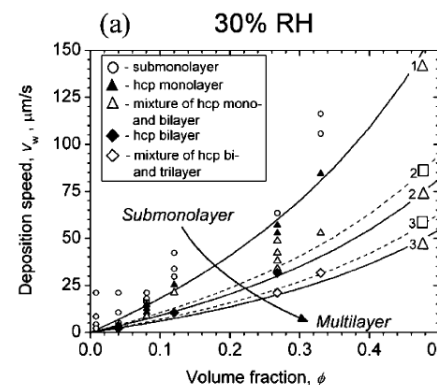 (a) 30% RH
150
125
100
75
50
25
0
Deposition speed, v_w, μm/s
○ - submonolayer
▲ - hcp monolayer
△ - mixture of hcp mono-
and bilayer
◆ - hcp bilayer
◇ - mixture of hcp bi-
and trilayer
Submonolayer
Multilayer
1
2
2
3
3
0.0 0.1 0.2 0.3 0.4 0.
Volume fraction, ϕ